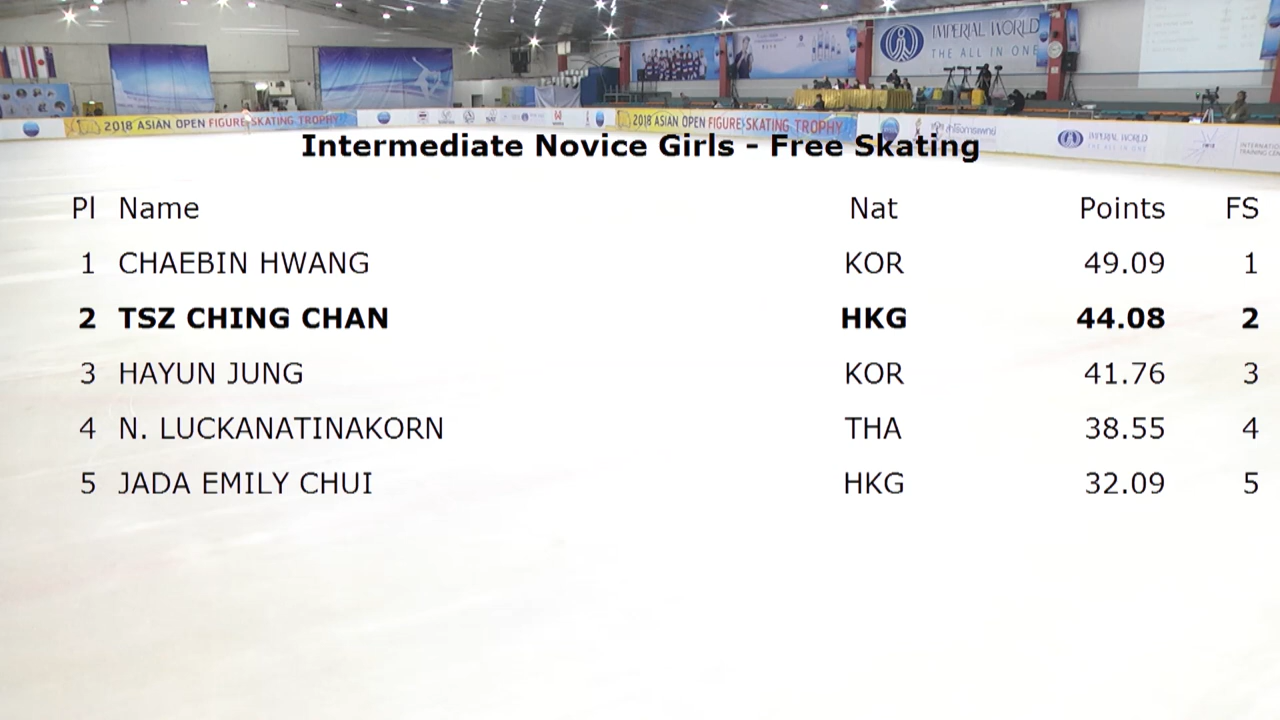 IMPERIAL WORLD
THE ALL IN ONE
2018 ASIAN OPEN FIGURE SKATING TROPHY
2018 ASIAN OPEN FIGURE SKATING TROPHY
IMPERIAL WORLD
Intermediate Novice Girls - Free Skating
Pl Name Nat Points FS
1 CHAEBIN HWANG KOR 49.09 1
2 TSZ CHING CHAN HKG 44.08 2
3 HAYUN JUNG KOR 41.76 3
4 N. LUCKANATINAKORN THA 38.55 4
5 JADA EMILY CHUI HKG 32.09 5